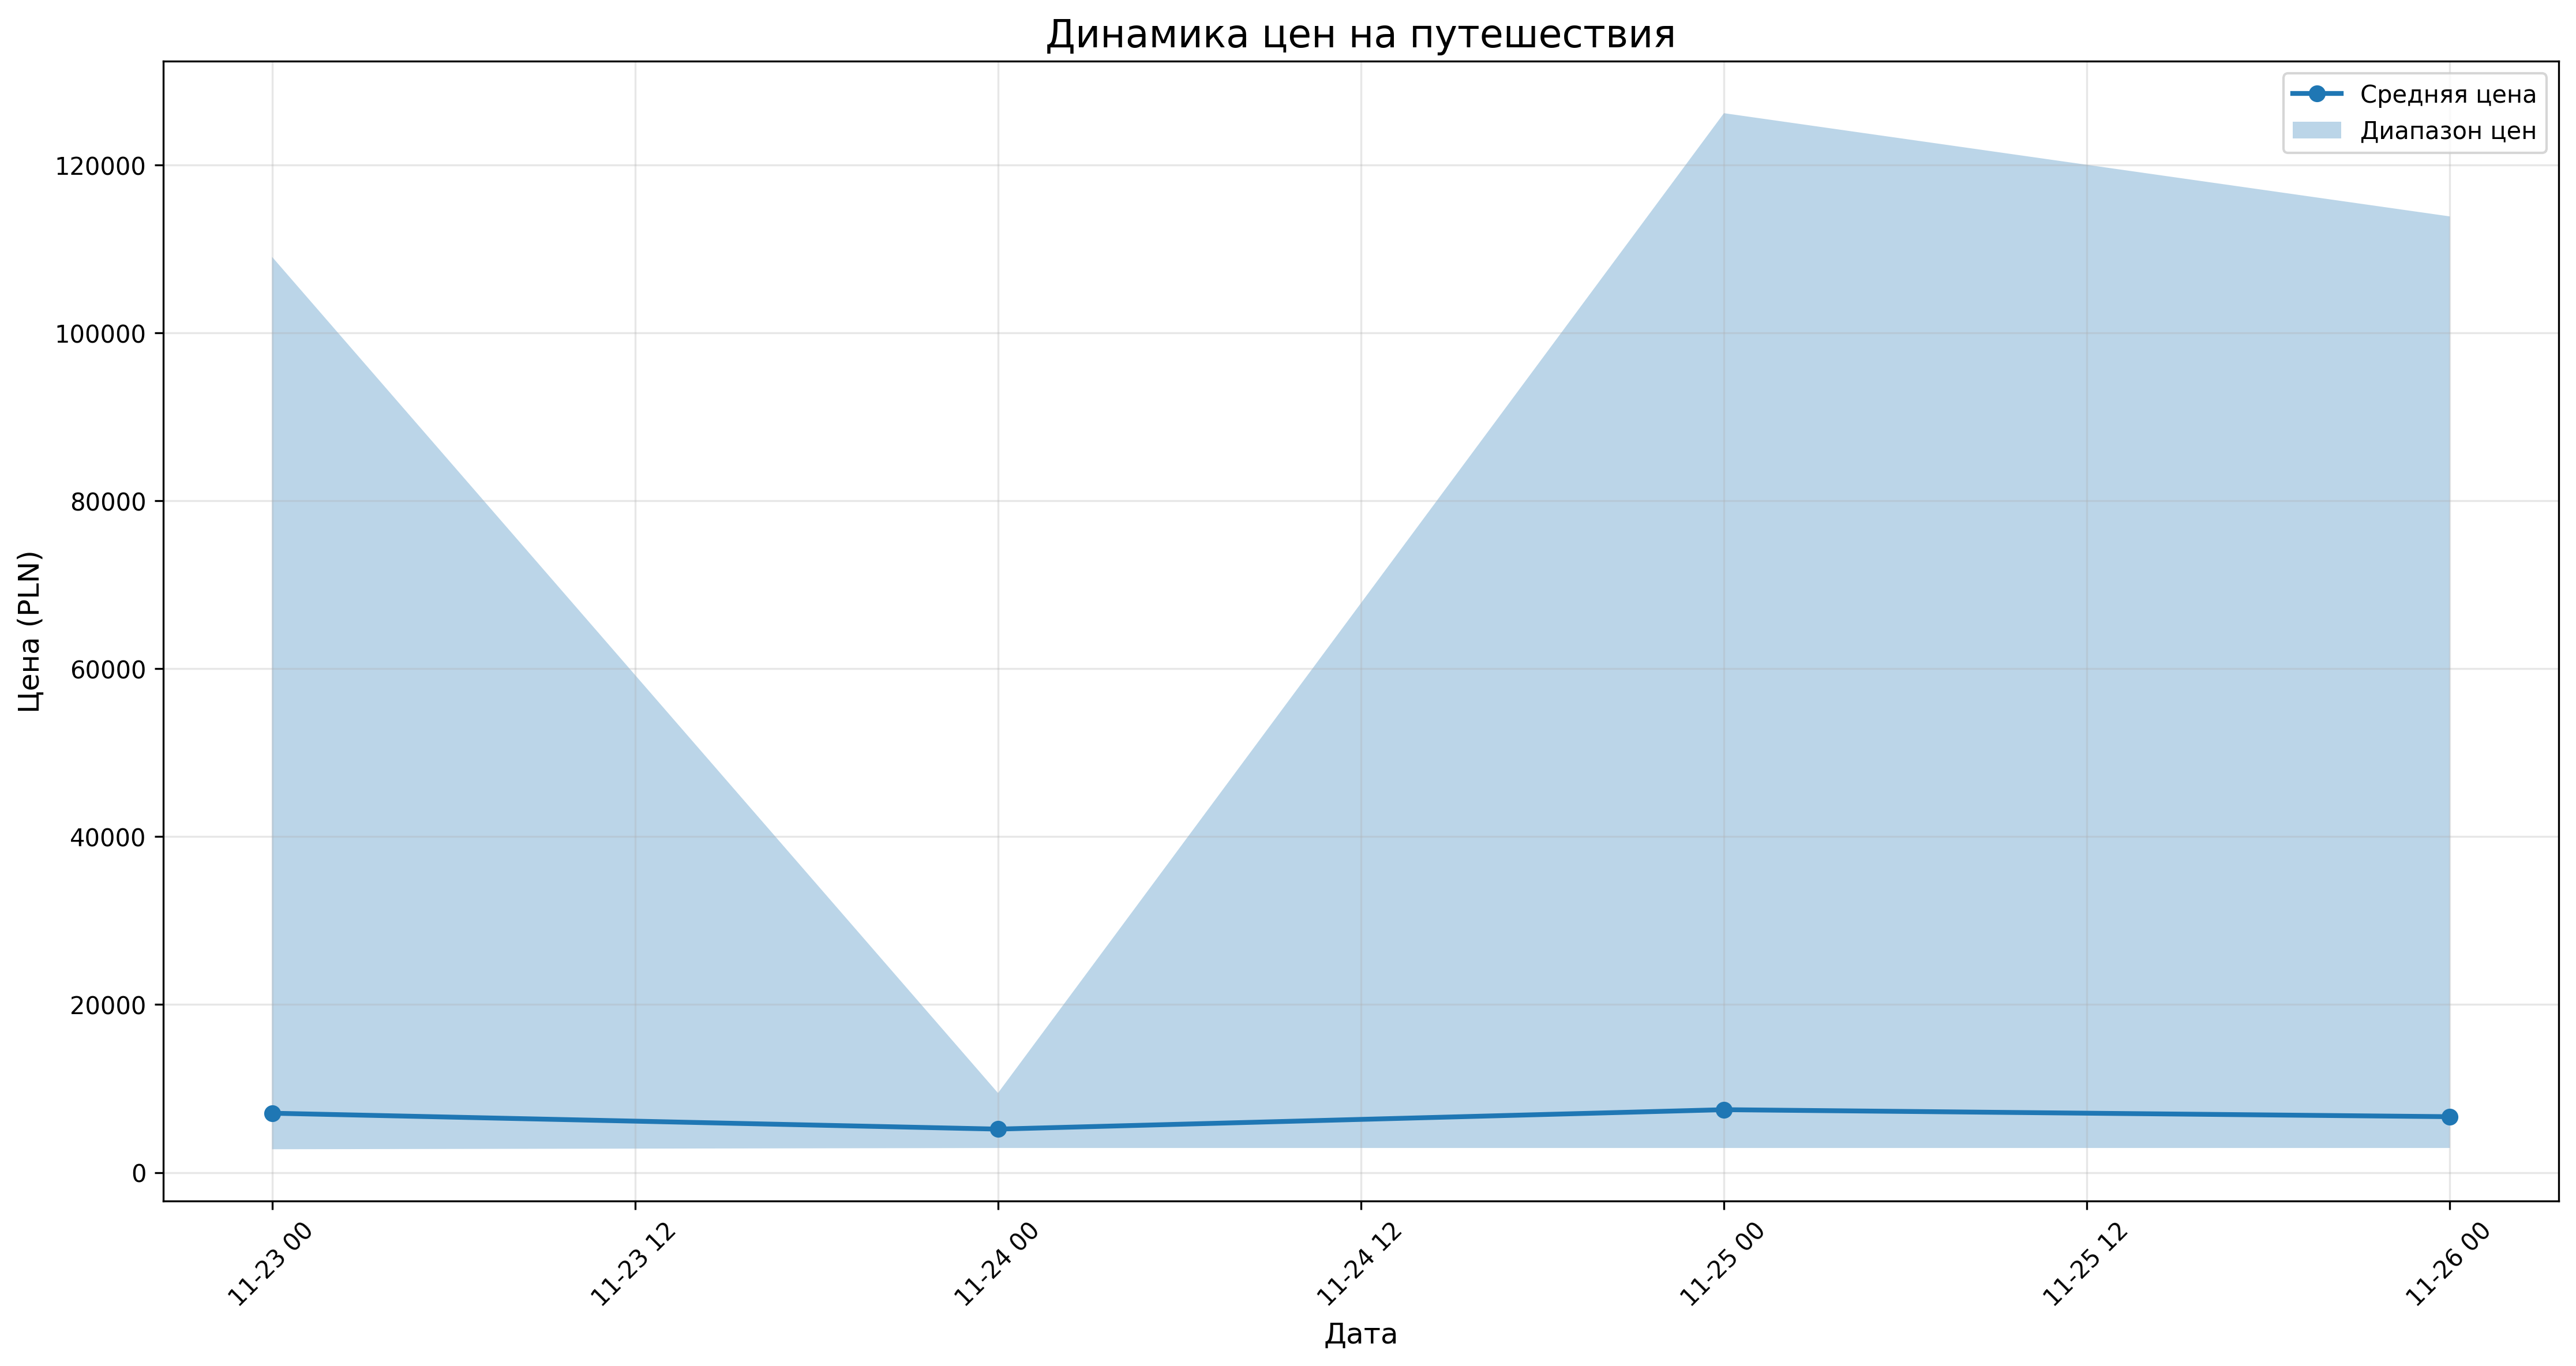 Динамика цен на путешествия
Средняя цена
Диапазон цен
120000
100000
80000
60000
40000
20000
0
Цена (PLN)
11-23 00
11-23 12
11-24 00
11-24 12
11-25 00
11-25 12
11-26 00
Дата